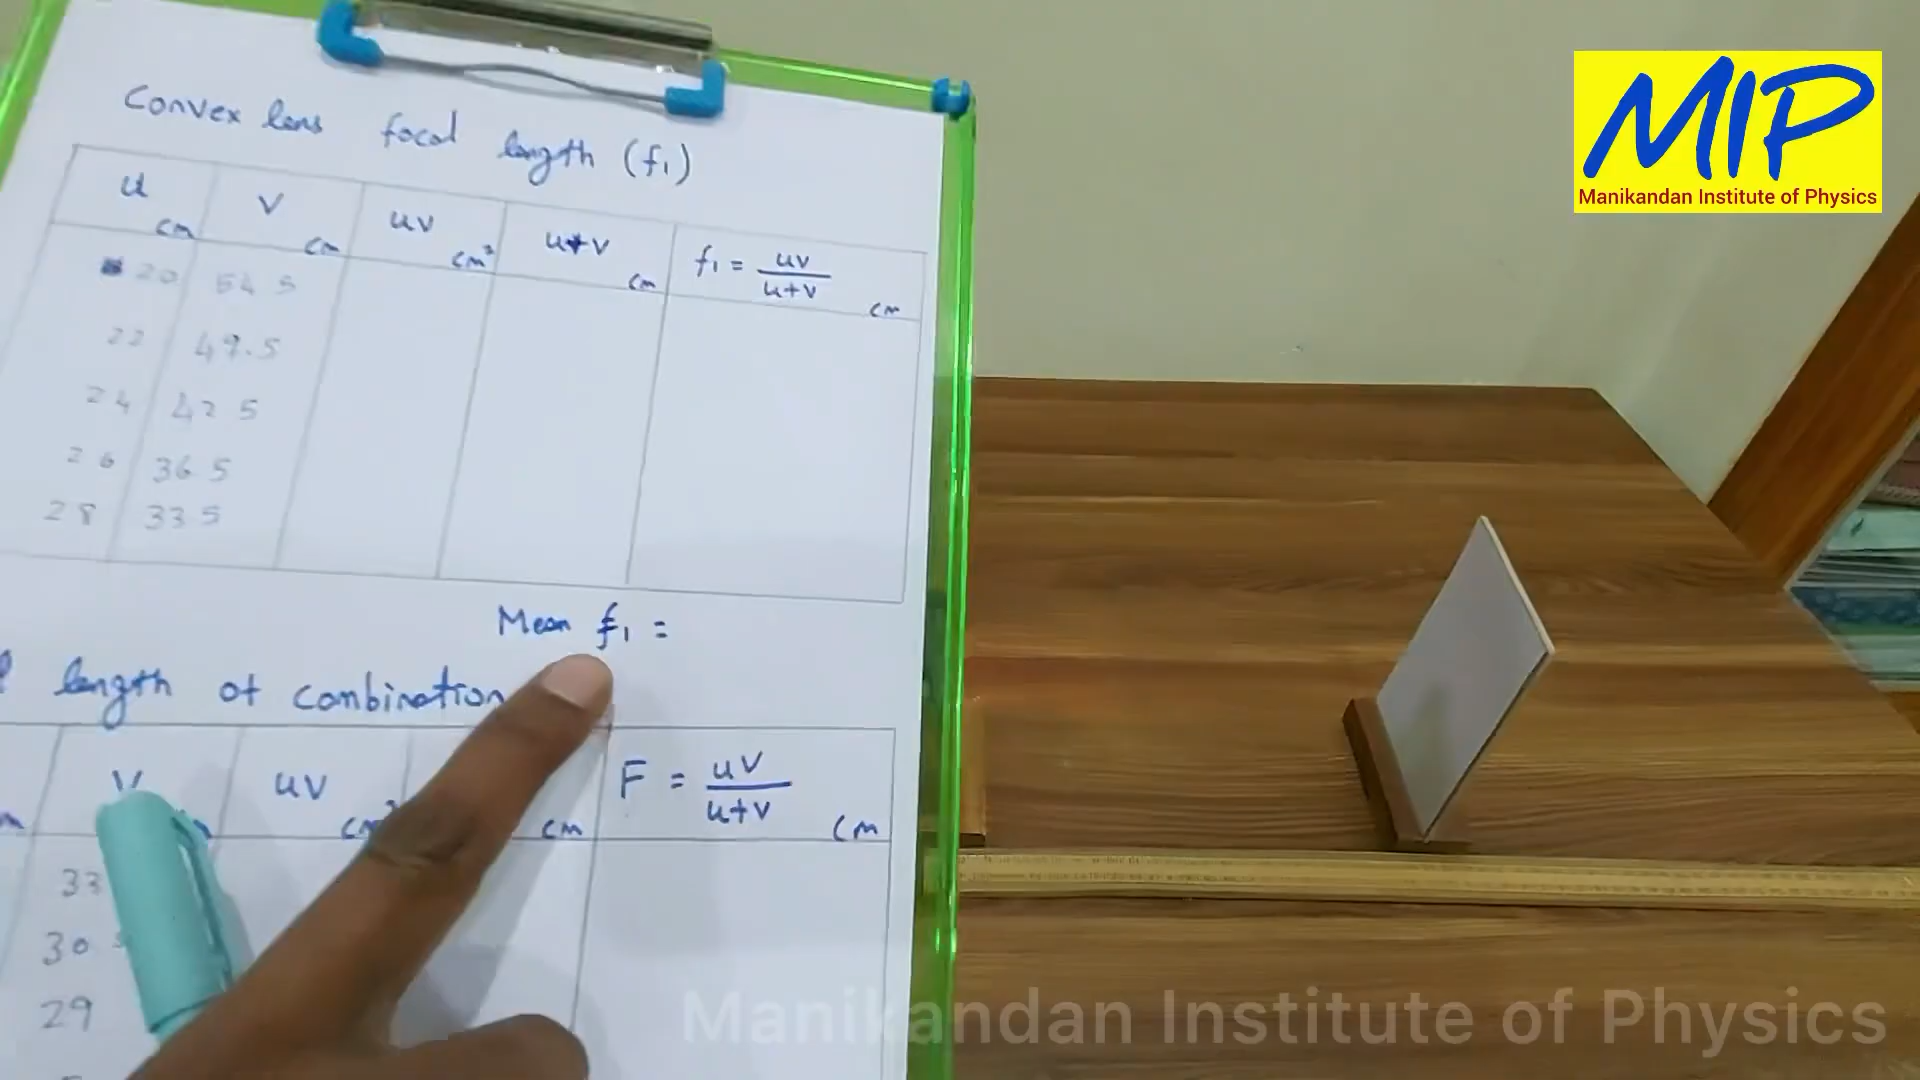 MIP
Manikandan Institute of Physics
Convex lens focal length (f₁)
u cm v cm uv cm² u+v cm f₁ = uv/u+v cm
20 54 5
22 49.5
24 42 5
26 36 5
28 33 5
Mean f₁ =
length of combination
v uv cm cm F = uv/u+v cm
33
30
29
Manikandan Institute of Physics